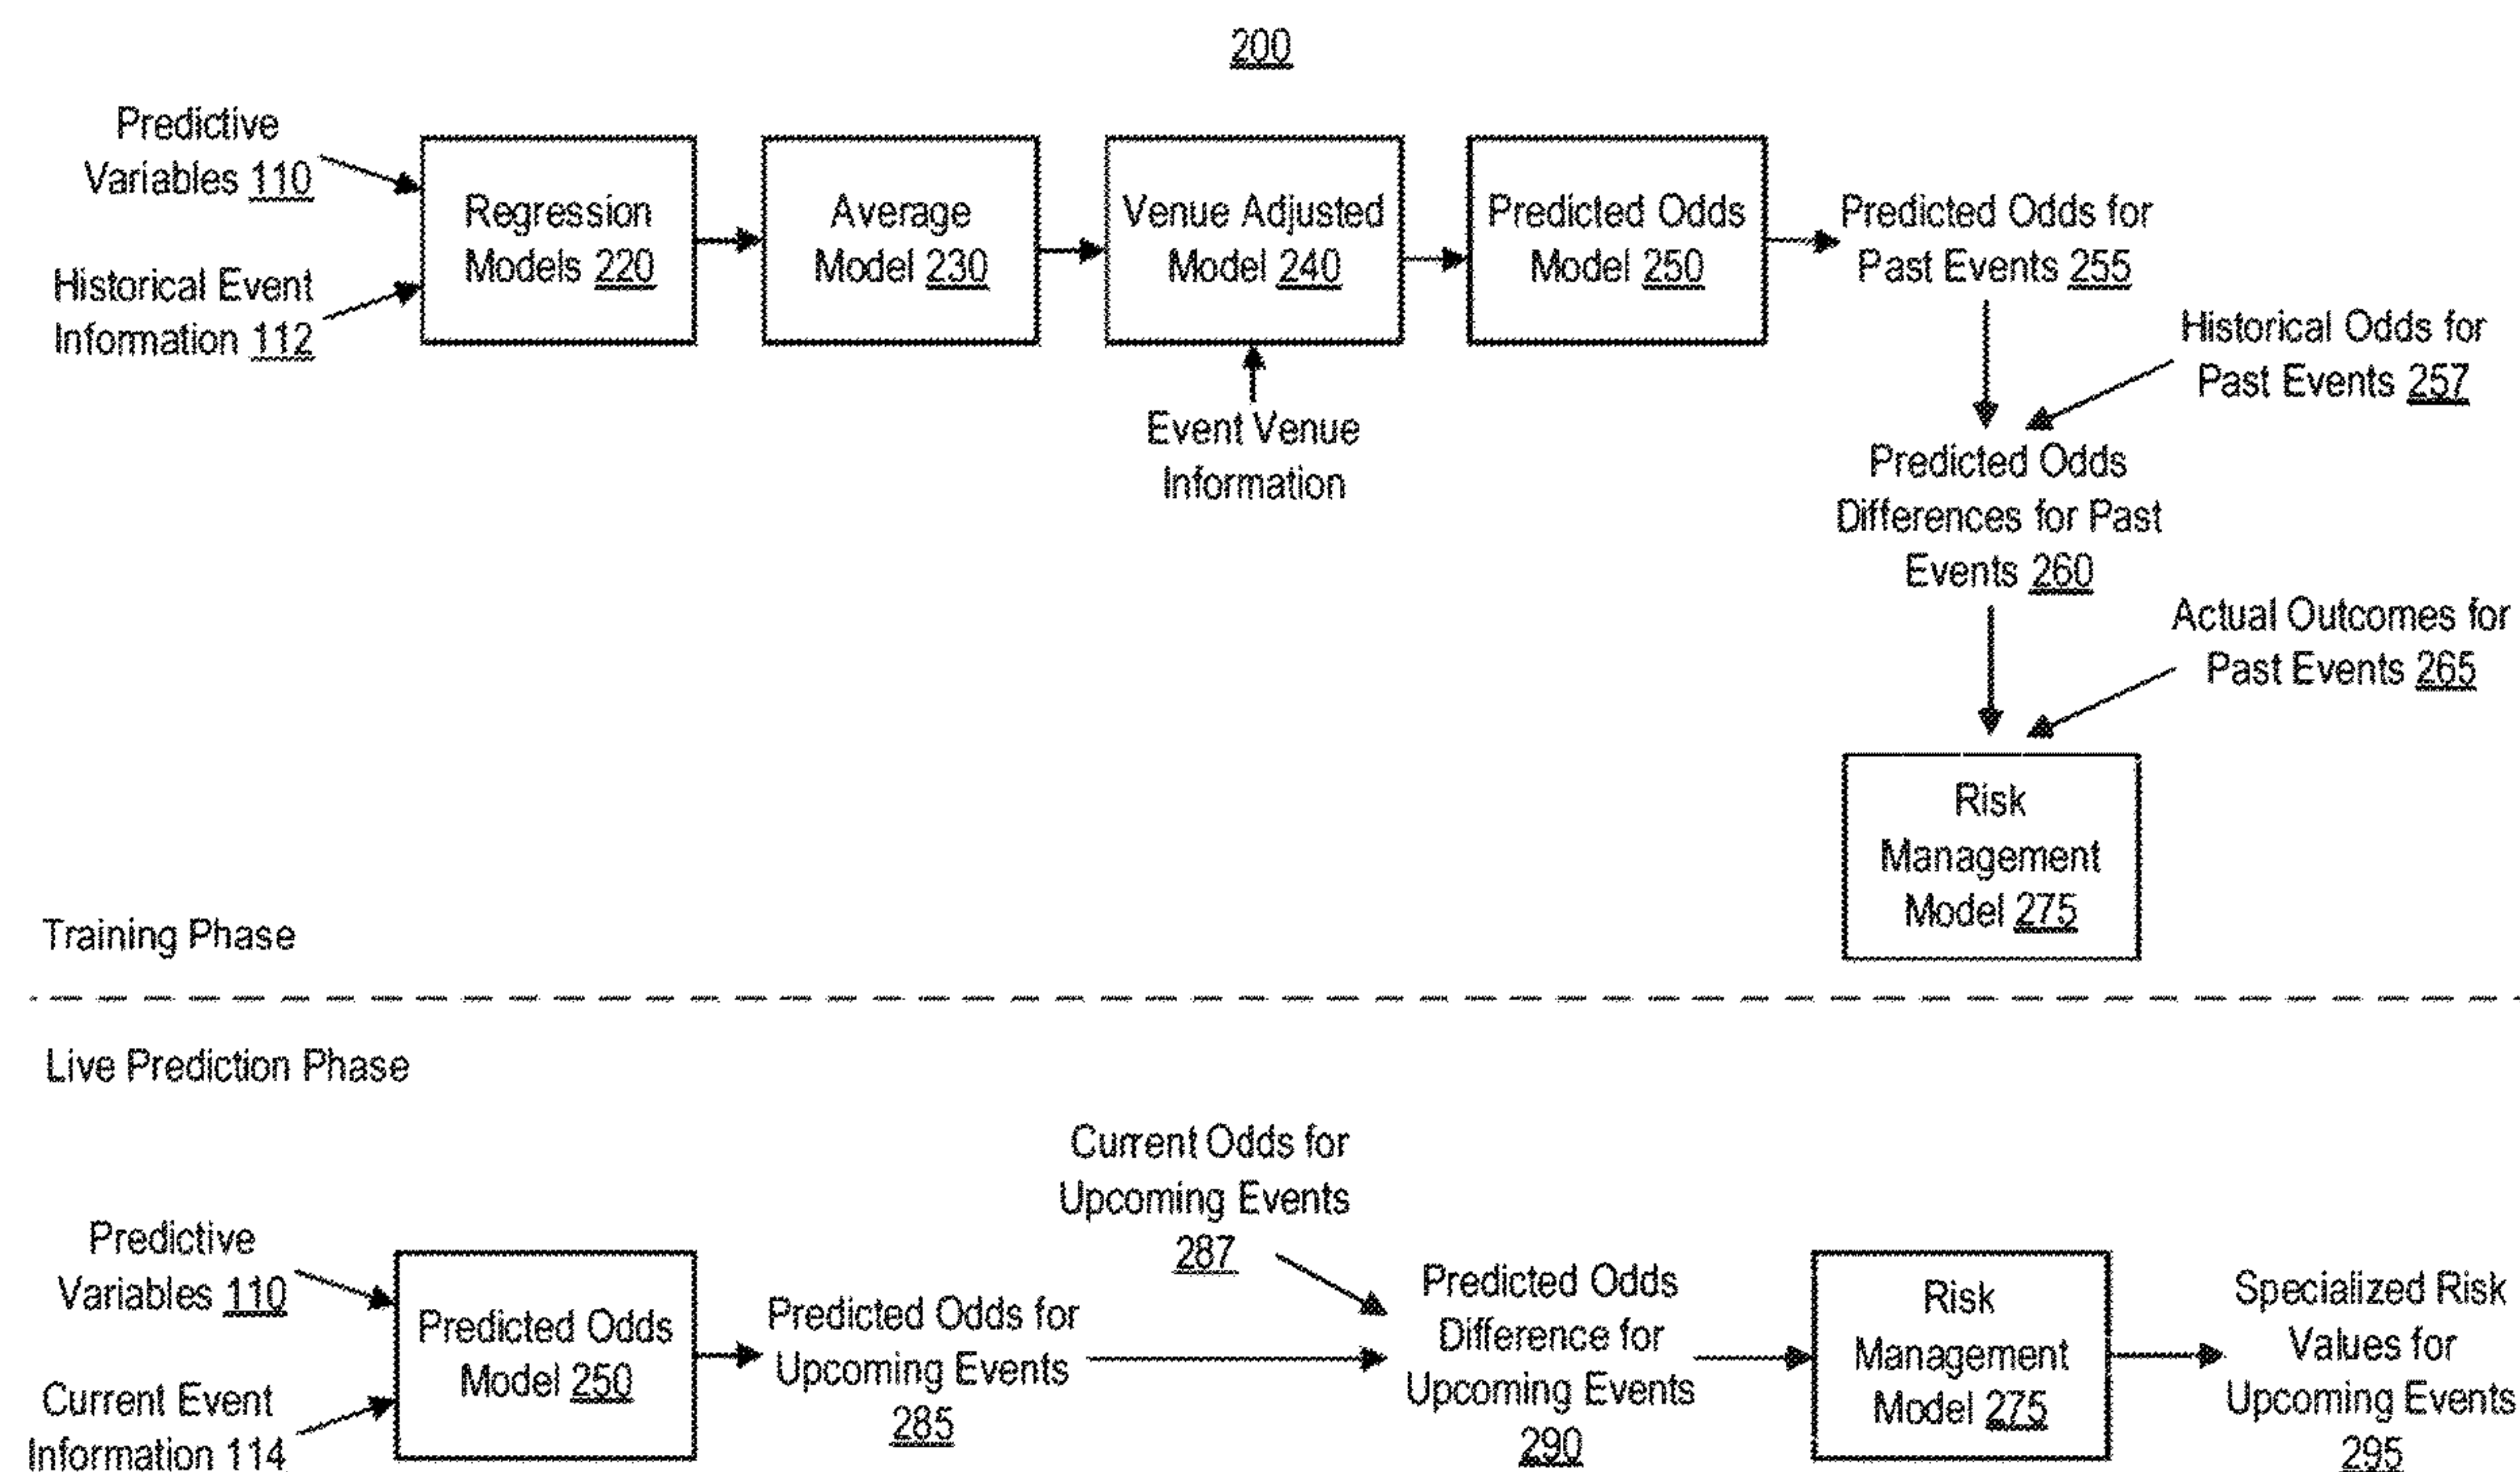 200
Predictive
Variables 110
Historical Event
Information 112
Regression
Models 220
Average
Model 230
Venue Adjusted
Model 240
Event Venue
Information
Predicted Odds
Model 250
Predicted Odds for
Past Events 255
Historical Odds for
Past Events 257
Predicted Odds
Differences for Past
Events 260
Actual Outcomes for
Past Events 265
Risk
Management
Model 275
Training Phase
Live Prediction Phase
Predictive
Variables 110
Current Event
Information 114
Predicted Odds
Model 250
Predicted Odds for
Upcoming Events
285
Current Odds for
Upcoming Events
287
Predicted Odds
Difference for
Upcoming Events
290
Risk
Management
Model 275
Specialized Risk
Values for
Upcoming Events
295